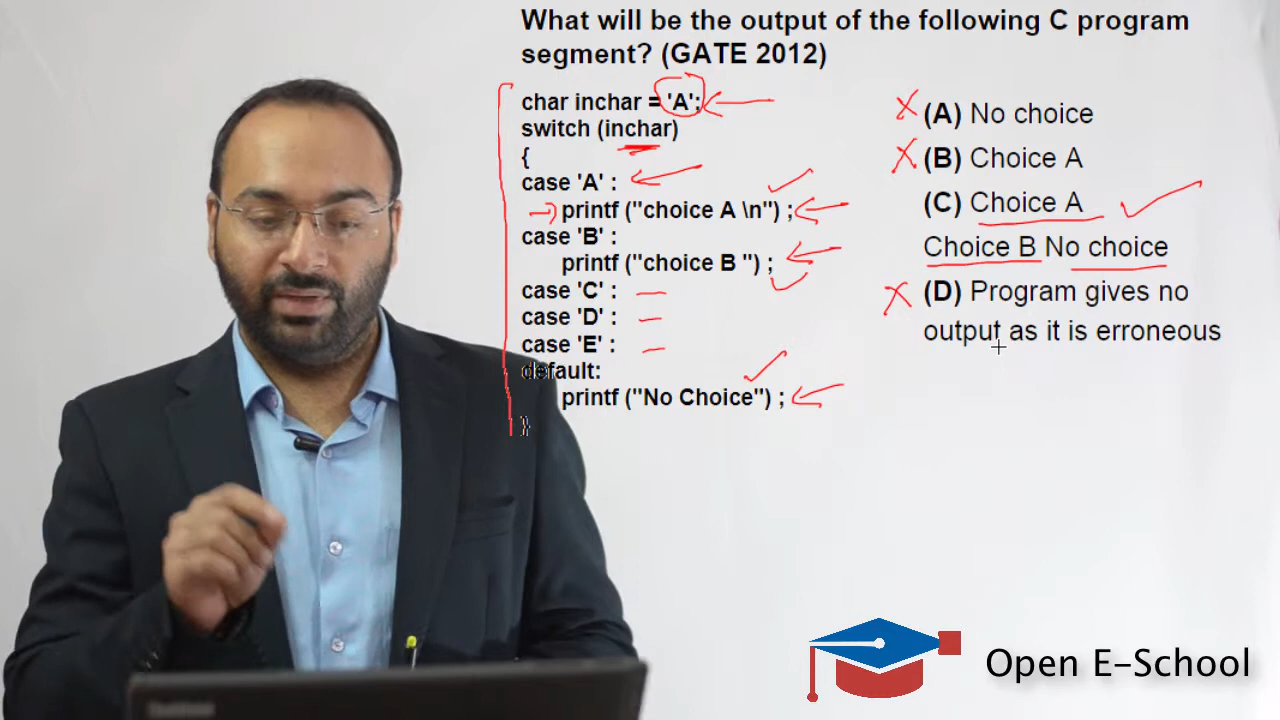 What will be the output of the following C program
segment? (GATE 2012)
char inchar = 'A';
switch (inchar)
{
case 'A' :
printf ("choice A \n") ;
case 'B' :
printf ("choice B ") ;
case 'C' :
case 'D' :
case 'E' :
default:
printf ("No Choice") ;
}
(A) No choice
(B) Choice A
(C) Choice A
Choice B No choice
(D) Program gives no
output as it is erroneous
Open E-School